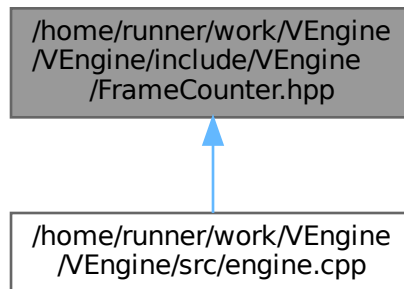 /home/runner/work/VEngine
/VEngine/include/VEngine
/FrameCounter.hpp
/home/runner/work/VEngine
/VEngine/src/engine.cpp